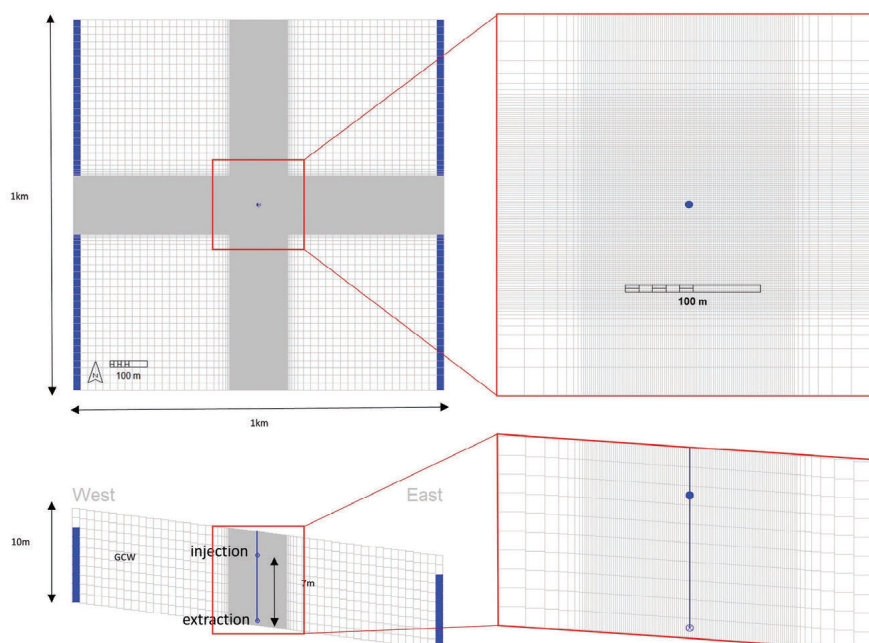 1km
N
100 m
1km
100 m
West
East
10m
GCW
injection
7m
extraction